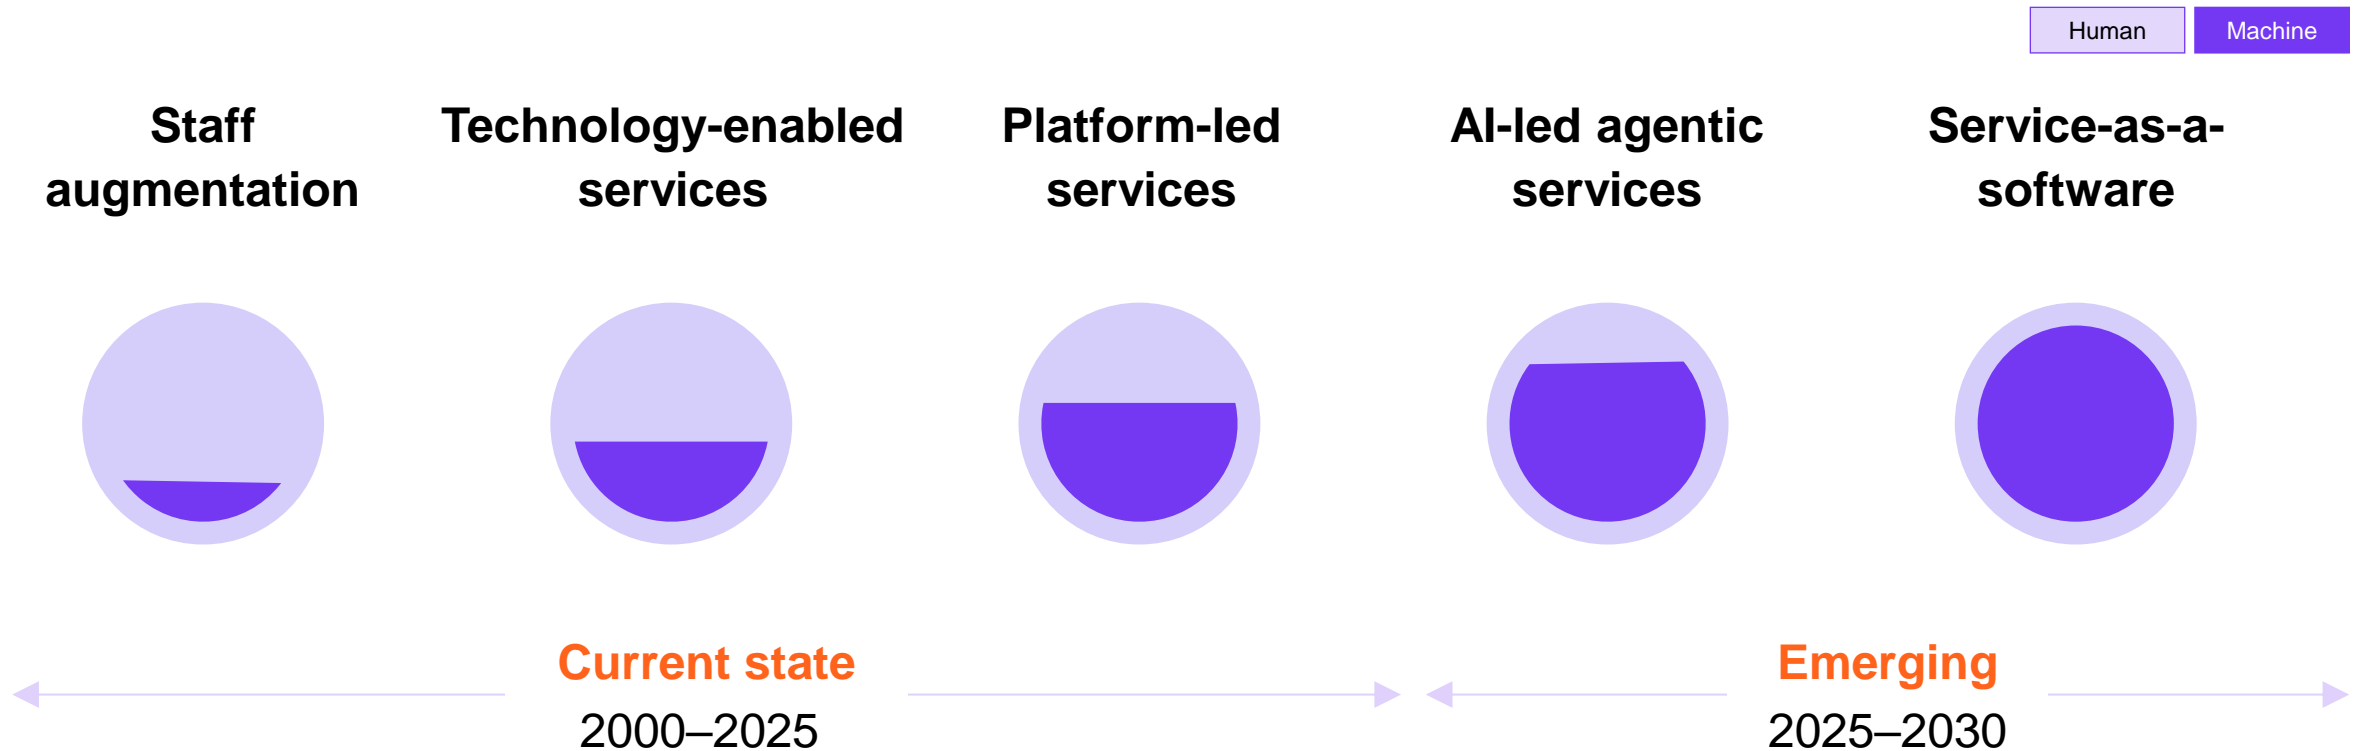 Human
Machine
Staff
augmentation
Technology-enabled
services
Platform-led
services
AI-led agentic
services
Service-as-a-
software
Current state
2000–2025
Emerging
2025–2030